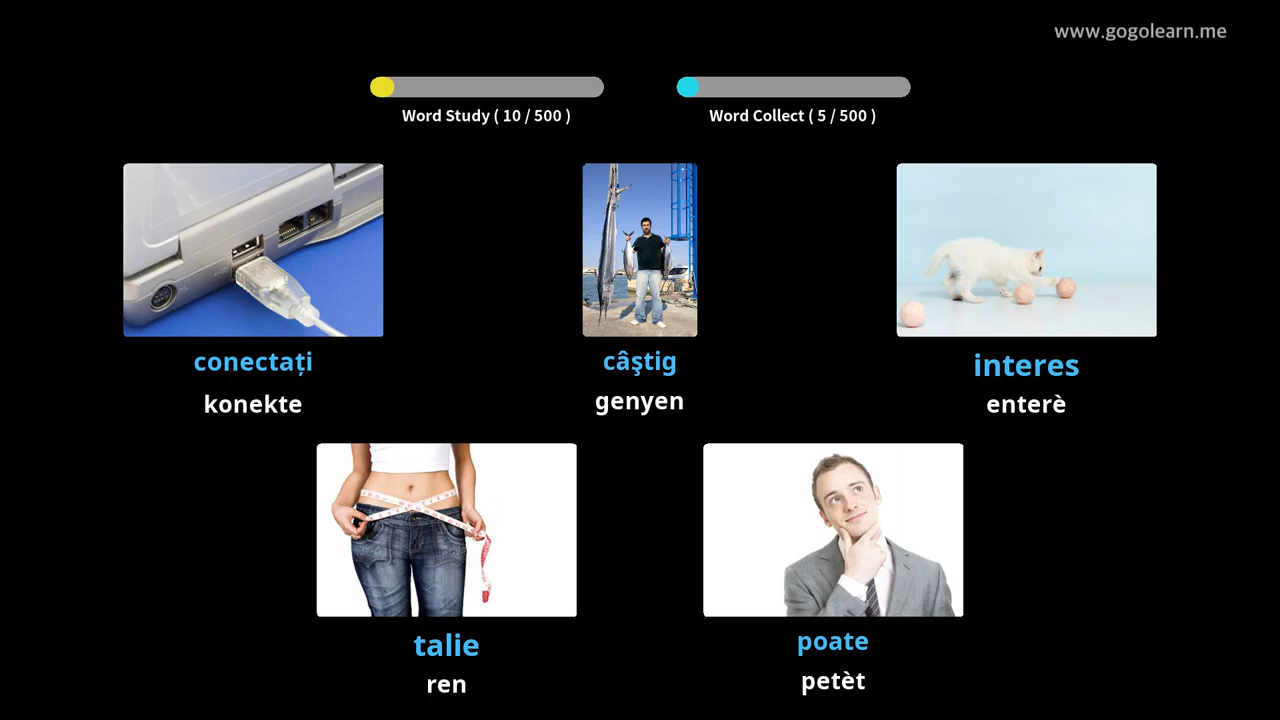 www.gogolearn.me
Word Study ( 10 / 500 )
Word Collect ( 5 / 500 )
conectați
câştig
interes
konekte
genyen
enterè
talie
poate
ren
petèt